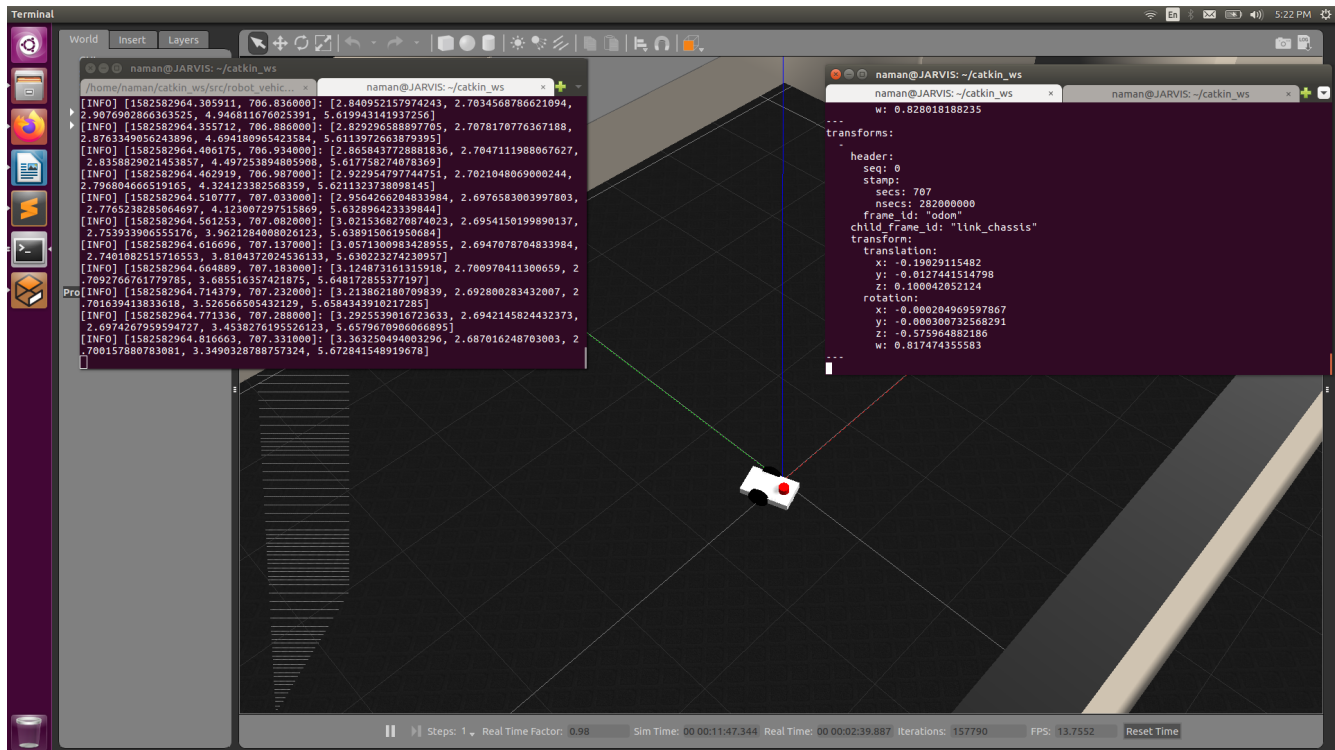 Terminal
En
5:22 PM
World Insert Layers
naman@JARVIS: ~/catkin_ws
/home/naman/catkin_ws/src/robot_vehic... × naman@JARVIS: ~/catkin_ws ×
[INFO] [1582582964.305911, 706.836000]: [2.840952157974243, 2.7034568786621094,
2.9076902866363525, 4.946811676025391, 5.619943141937256]
[INFO] [1582582964.355712, 706.886000]: [2.829296588897705, 2.7078170776367188,
2.8763349056243896, 4.694180965423584, 5.6113972663879395]
[INFO] [1582582964.406175, 706.934000]: [2.8658437728881836, 2.7047111988067627,
2.8358829021453857, 4.497253894805908, 5.617758274078369]
[INFO] [1582582964.462919, 706.987000]: [2.922954797744751, 2.7021048069000244,
2.796804666519165, 4.324123382568359, 5.6211323738098145]
[INFO] [1582582964.510777, 707.033000]: [2.9564266204833984, 2.6976583003997803,
2.7765238285064697, 4.123007297515869, 5.632896423339844]
[INFO] [1582582964.561253, 707.082000]: [3.0215368270874023, 2.6954150199890137,
2.753933906555176, 3.9621284008026123, 5.638915061950684]
[INFO] [1582582964.616696, 707.137000]: [3.0571300983428955, 2.6947078704833984,
2.7401082515716553, 3.8104372024536133, 5.630223274230957]
[INFO] [1582582964.664889, 707.183000]: [3.124873161315918, 2.700970411300659, 2
.7092766761779785, 3.685516357421875, 5.648172855377197]
Pro
[INFO] [1582582964.714379, 707.232000]: [3.213862180709839, 2.692800283432007, 2
.701639413833618, 3.526566505432129, 5.6584343910217285]
[INFO] [1582582964.771336, 707.288000]: [3.29255390167236­33, 2.6942145824432373,
2.6974267959594727, 3.4538276195526123, 5.6579670906066895]
[INFO] [1582582964.816663, 707.331000]: [3.363250494003296, 2.687016248703003, 2
.700157880783081, 3.3490328788757324, 5.672841548919678]
naman@JARVIS: ~/catkin_ws
naman@JARVIS: ~/catkin_ws × naman@JARVIS: ~/catkin_ws ×
w: 0.828018188235
---
transforms:
-
header:
seq: 0
stamp:
secs: 707
nsecs: 282000000
frame_id: "odom"
child_frame_id: "link_chassis"
transform:
translation:
x: -0.19029115482
y: -0.0127441514798
z: 0.100042052124
rotation:
x: -0.000204969597867
y: -0.000300732568291
z: -0.575964882186
w: 0.817474355583
---
Steps: 1 Real Time Factor: 0.98 Sim Time: 00 00:11:47.344 Real Time: 00 00:02:39.887 Iterations: 157790 FPS: 13.7552 Reset Time